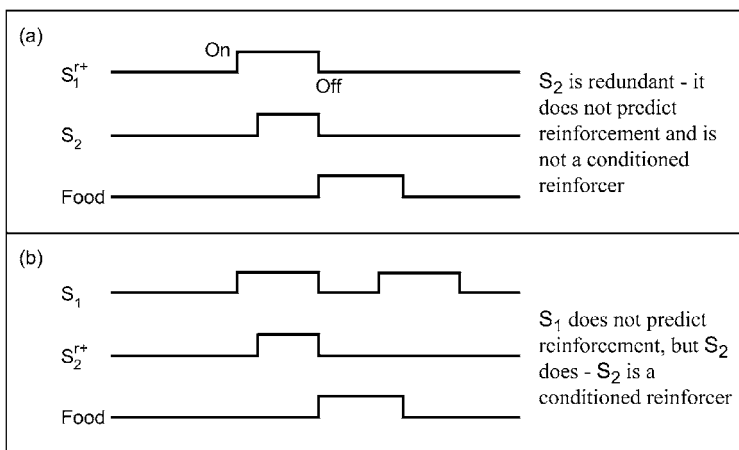 (a)
On
S₁ʳ⁺
Off
S₂
Food
S₂ is redundant - it
does not predict
reinforcement and is
not a conditioned
reinforcer
(b)
S₁
S₂ʳ⁺
Food
S₁ does not predict
reinforcement, but S₂
does - S₂ is a
conditioned reinforcer